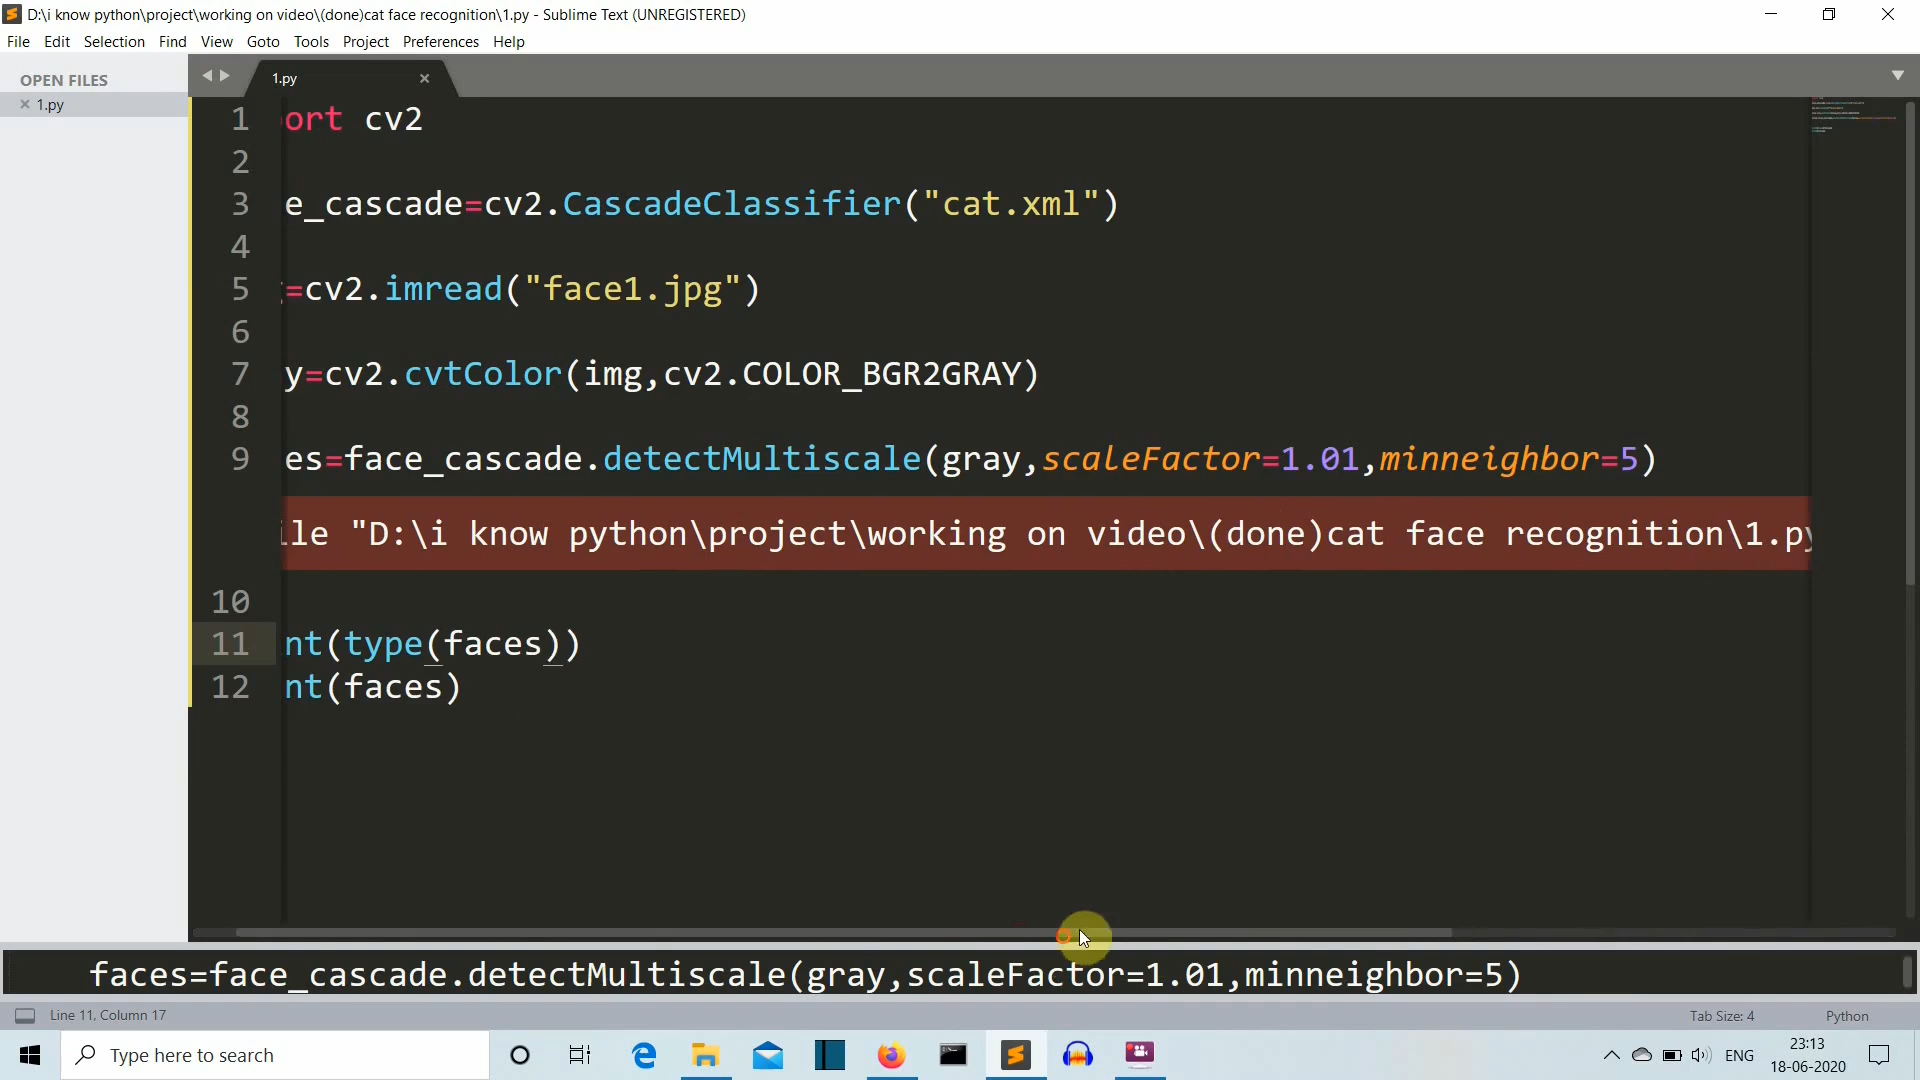 D:\i know python\project\working on video\(done)cat face recognition\1.py - Sublime Text (UNREGISTERED)
File Edit Selection Find View Goto Tools Project Preferences Help
OPEN FILES
1.py
1.py
1 ort cv2
2
3 e_cascade=cv2.CascadeClassifier("cat.xml")
4
5 =cv2.imread("face1.jpg")
6
7 y=cv2.cvtColor(img,cv2.COLOR_BGR2GRAY)
8
9 es=face_cascade.detectMultiscale(gray,scaleFactor=1.01,minneighbor=5)
ile "D:\i know python\project\working on video\(done)cat face recognition\1.py
10
11 nt(type(faces))
12 nt(faces)
faces=face_cascade.detectMultiscale(gray,scaleFactor=1.01,minneighbor=5)
Line 11, Column 17
Tab Size: 4
Python
Type here to search
ENG
23:13
18-06-2020